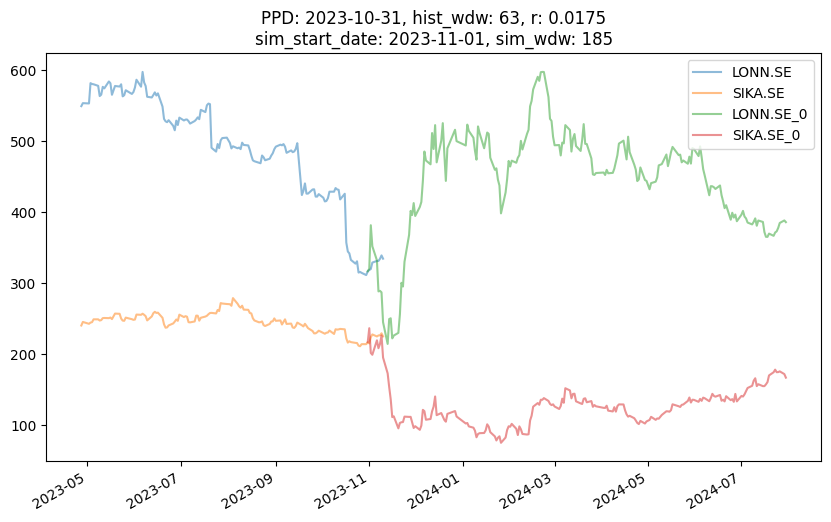 PPD: 2023-10-31, hist_wdw: 63, r: 0.0175
sim_start_date: 2023-11-01, sim_wdw: 185
LONN.SE
SIKA.SE
LONN.SE_0
SIKA.SE_0
600
500
400
300
200
100
2023-05
2023-07
2023-09
2023-11
2024-01
2024-03
2024-05
2024-07